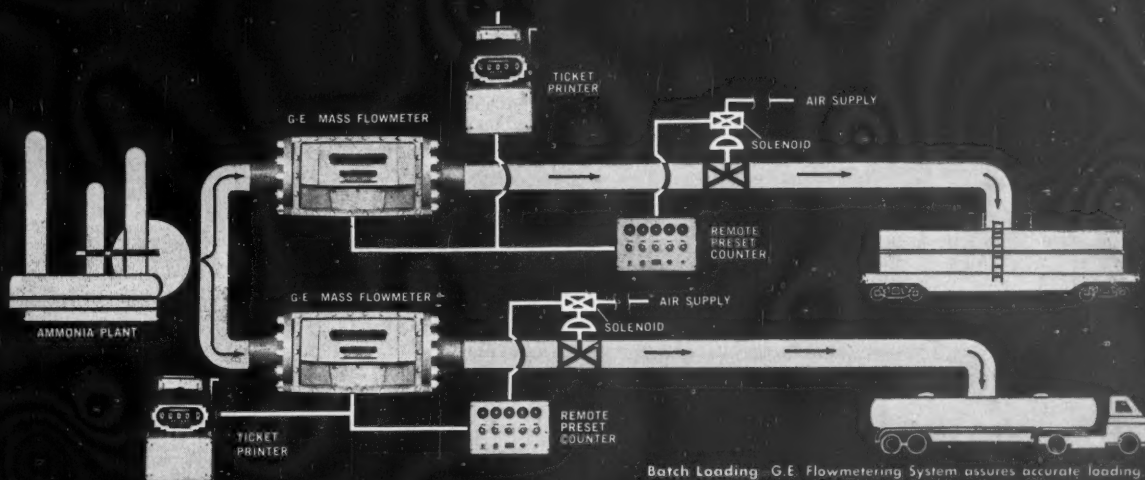 TICKET
PRINTER
AIR SUPPLY
G-E MASS FLOWMETER
SOLENOID
REMOTE
PRESET
COUNTER
G-E MASS FLOWMETER
AIR SUPPLY
SOLENOID
AMMONIA PLANT
REMOTE
PRESET
COUNTER
TICKET
PRINTER
Batch Loading G.E. Flowmetering System assures accurate loading